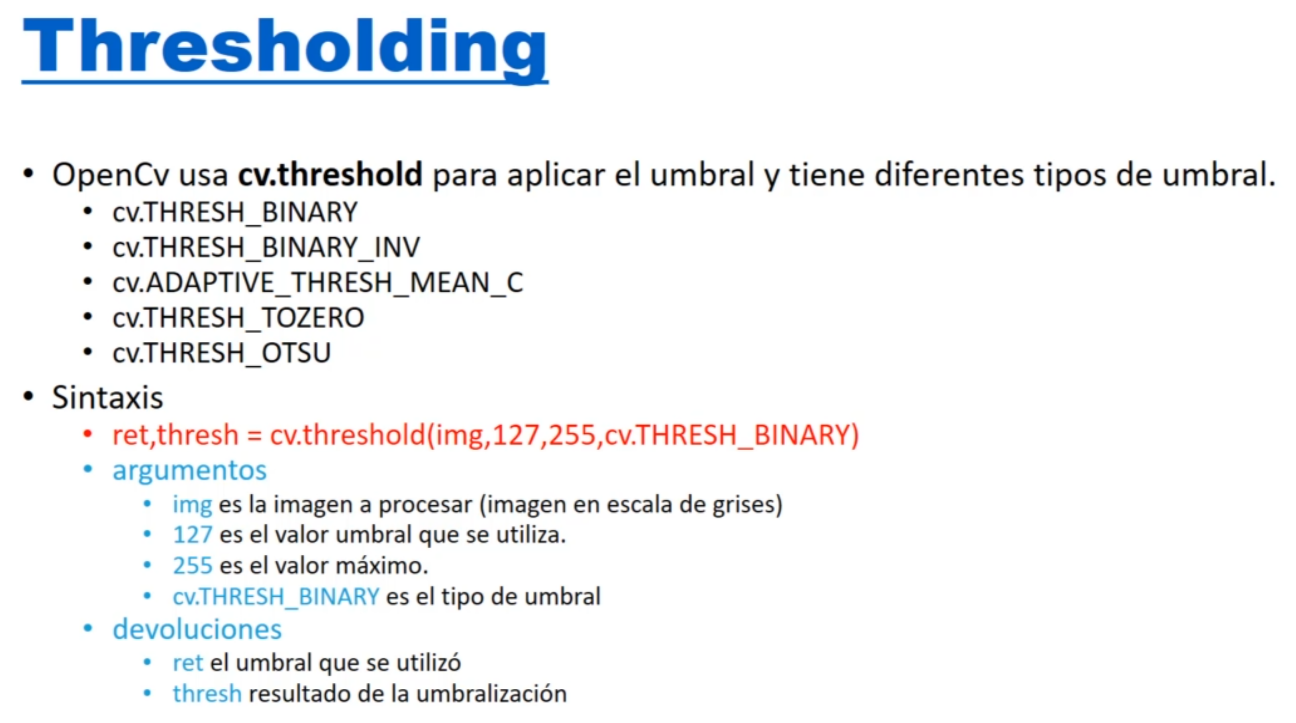 Thresholding
• OpenCv usa cv.threshold para aplicar el umbral y tiene diferentes tipos de umbral.
• cv.THRESH_BINARY
• cv.THRESH_BINARY_INV
• cv.ADAPTIVE_THRESH_MEAN_C
• cv.THRESH_TOZERO
• cv.THRESH_OTSU
• Sintaxis
• ret,thresh = cv.threshold(img,127,255,cv.THRESH_BINARY)
• argumentos
• img es la imagen a procesar (imagen en escala de grises)
• 127 es el valor umbral que se utiliza.
• 255 es el valor máximo.
• cv.THRESH_BINARY es el tipo de umbral
• devoluciones
• ret el umbral que se utilizó
• thresh resultado de la umbralización